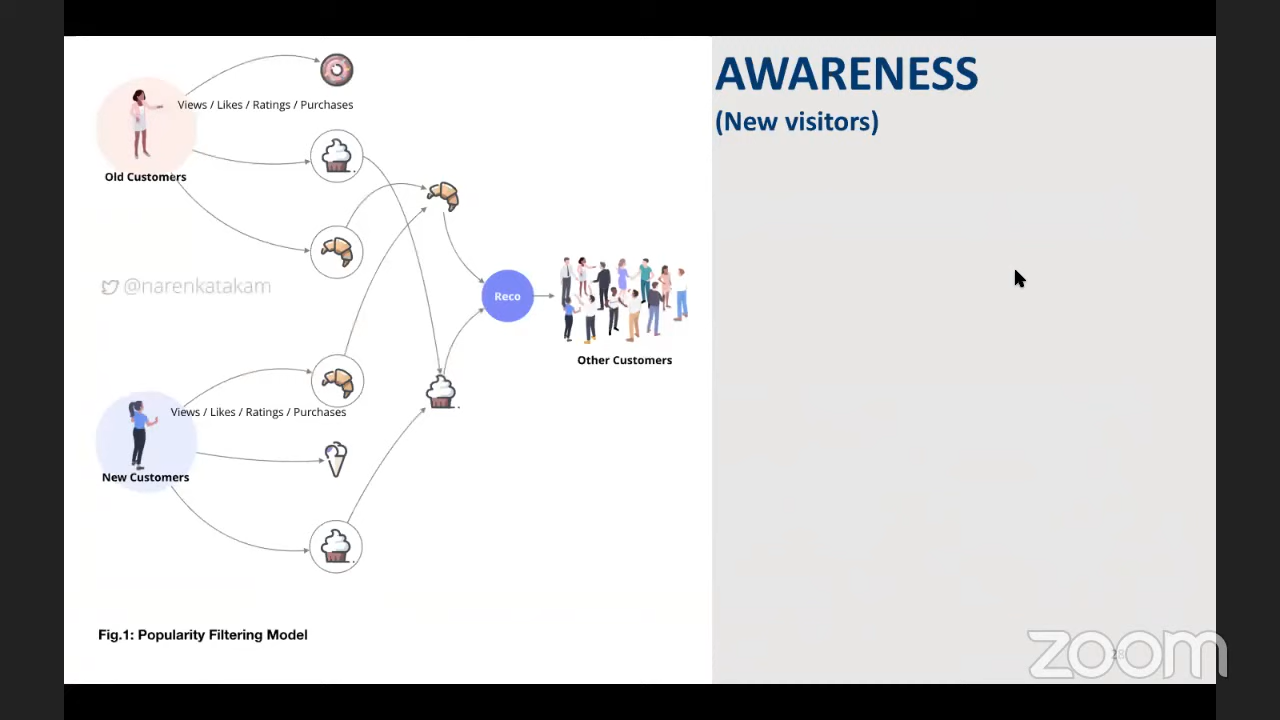 AWARENESS
(New visitors)
Views / Likes / Ratings / Purchases
Old Customers
@narenkatakam
Reco
Other Customers
Views / Likes / Ratings / Purchases
New Customers
Fig.1: Popularity Filtering Model
zoom